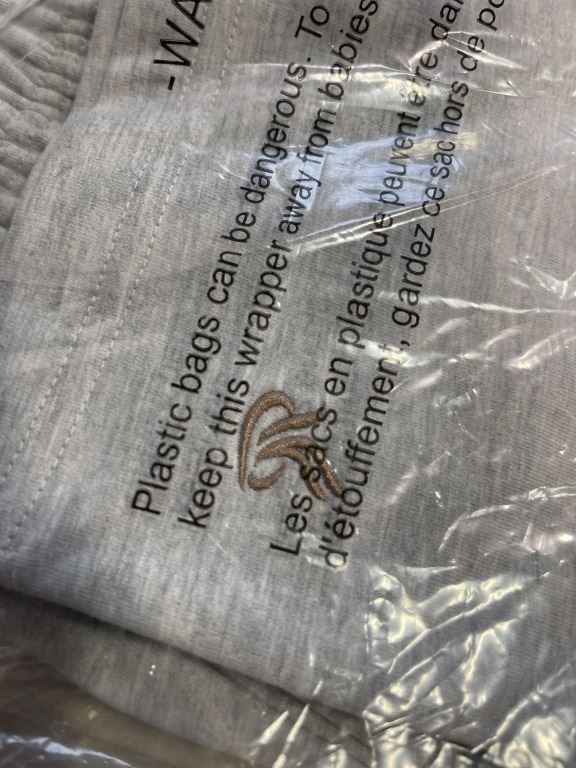 - WA
Plastic bags can be dangerous. To
keep this wrapper away from babies
Les sacs en plastique peuvent être da
d'étouffement, gardez ce sac hors de po